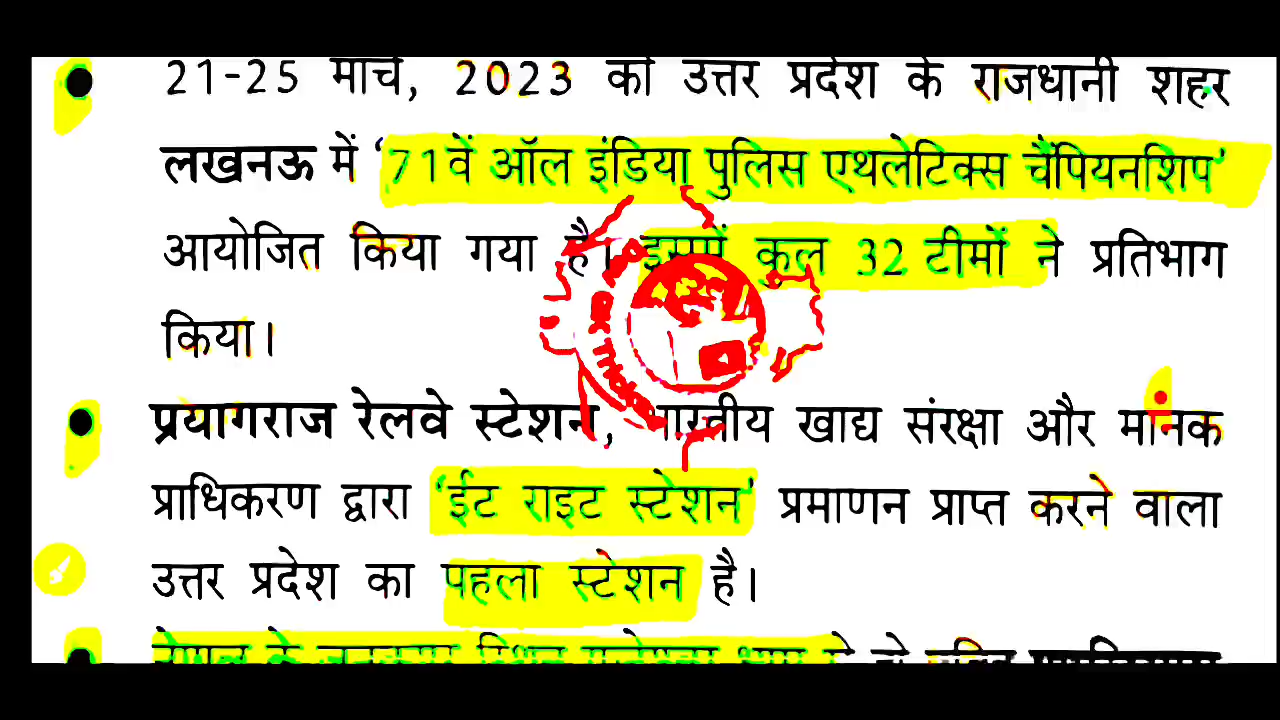 21-25 मार्च, 2023 को उत्तर प्रदेश के राजधानी शहर
लखनऊ में '71वें ऑल इंडिया पुलिस एथलेटिक्स चैंपियनशिप'
आयोजित किया गया है। इसमें कुल 32 टीमों ने प्रतिभाग
किया।
प्रयागराज रेलवे स्टेशन, भारतीय खाद्य संरक्षा और मानक
प्राधिकरण द्वारा 'ईट राइट स्टेशन' प्रमाणन प्राप्त करने वाला
उत्तर प्रदेश का पहला स्टेशन है।